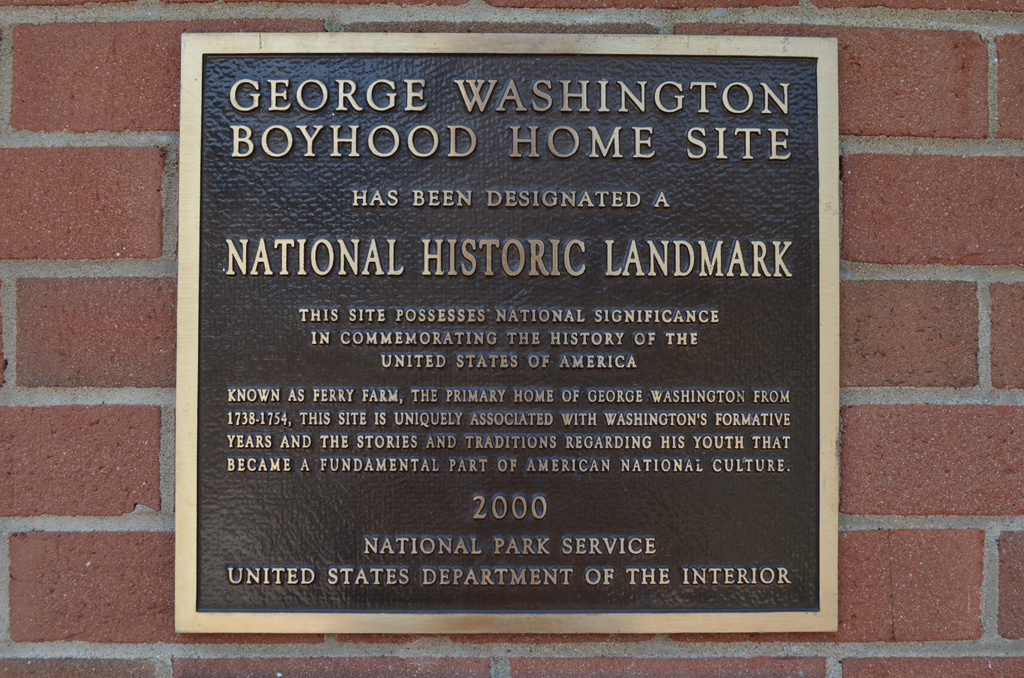 GEORGE WASHINGTON
BOYHOOD HOME SITE
HAS BEEN DESIGNATED A
NATIONAL HISTORIC LANDMARK
THIS SITE POSSESSES NATIONAL SIGNIFICANCE
IN COMMEMORATING THE HISTORY OF THE
UNITED STATES OF AMERICA
KNOWN AS FERRY FARM, THE PRIMARY HOME OF GEORGE WASHINGTON FROM
1738-1754, THIS SITE IS UNIQUELY ASSOCIATED WITH WASHINGTON'S FORMATIVE
YEARS AND THE STORIES AND TRADITIONS REGARDING HIS YOUTH THAT
BECAME A FUNDAMENTAL PART OF AMERICAN NATIONAL CULTURE.
2000
NATIONAL PARK SERVICE
UNITED STATES DEPARTMENT OF THE INTERIOR